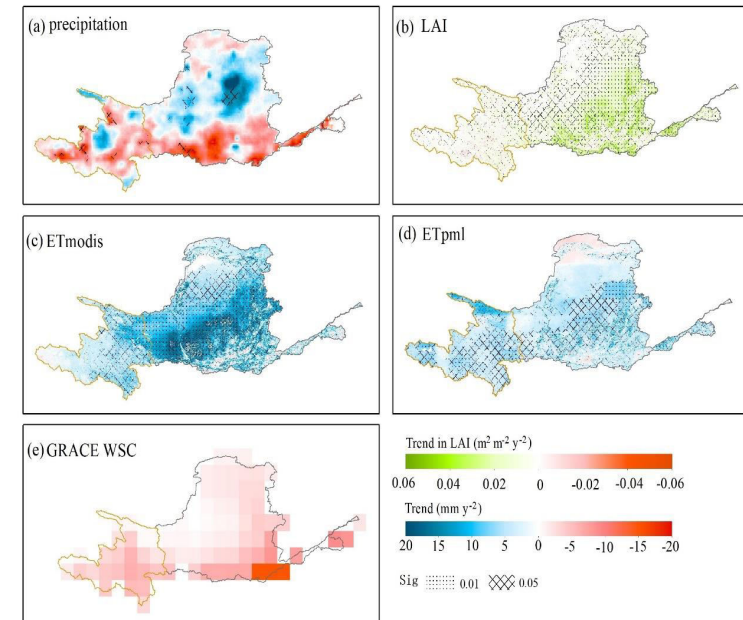 (a) precipitation
(b) LAI
(c) ETmodis
(d) ETpml
(e) GRACE WSC
Trend in LAI (m² m⁻² y⁻²)
0.06 0.04 0.02 0 -0.02 -0.04 -0.06
Trend (mm y⁻²)
20 15 10 5 0 -5 -10 -15 -20
Sig 0.01 0.05